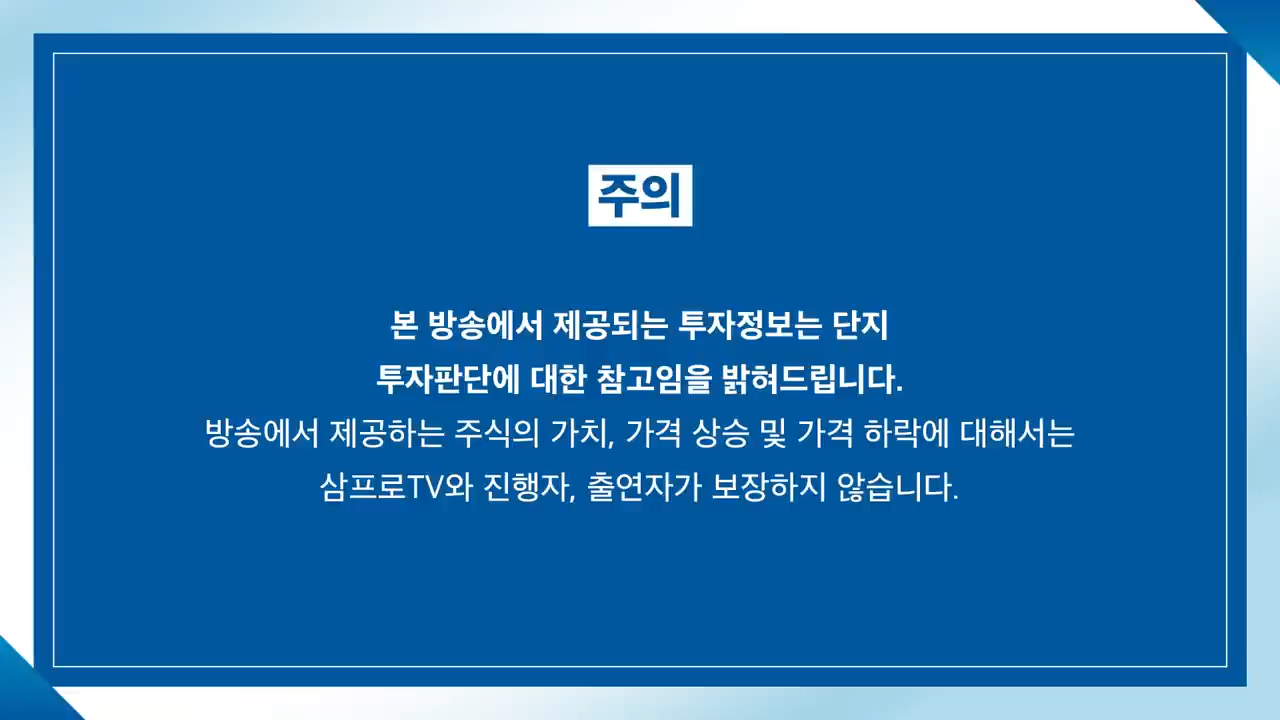 주의
본 방송에서 제공되는 투자정보는 단지
투자판단에 대한 참고임을 밝혀드립니다.
방송에서 제공하는 주식의 가치, 가격 상승 및 가격 하락에 대해서는
삼프로TV와 진행자, 출연자가 보장하지 않습니다.